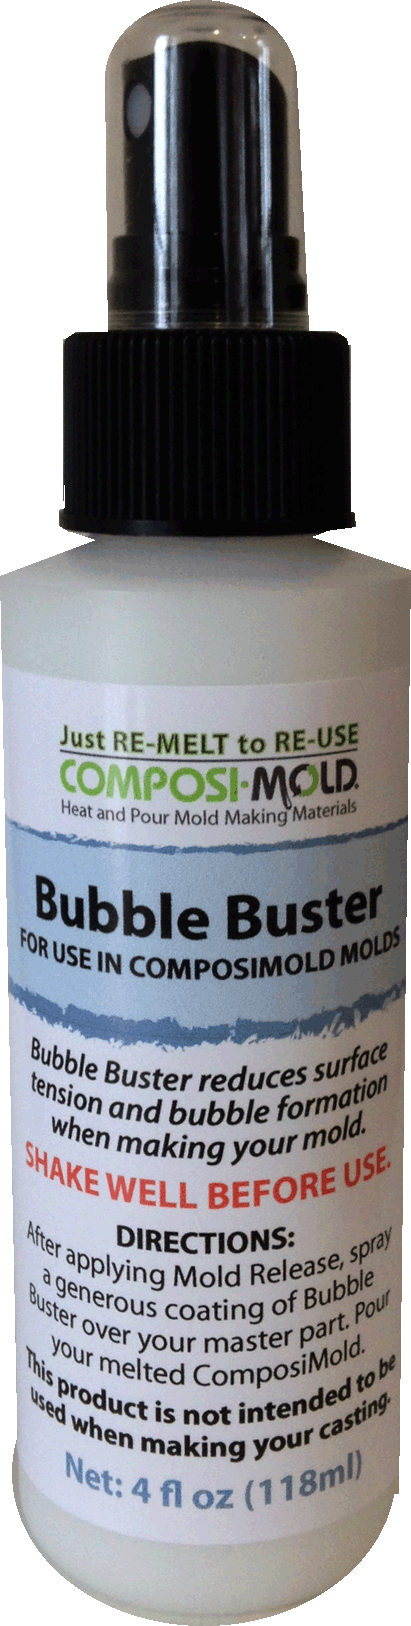 Just RE-MELT to RE-USE
COMPOSI·MOLD®
Heat and Pour Mold Making Materials
Bubble Buster
FOR USE IN COMPOSIMOLD MOLDS
Bubble Buster reduces surface
tension and bubble formation
when making your mold.
SHAKE WELL BEFORE USE.
DIRECTIONS:
After applying Mold Release, spray
a generous coating of Bubble
Buster over your master part. Pour
your melted ComposiMold.
This product is not intended to be
used when making your casting.
Net: 4 fl oz (118ml)